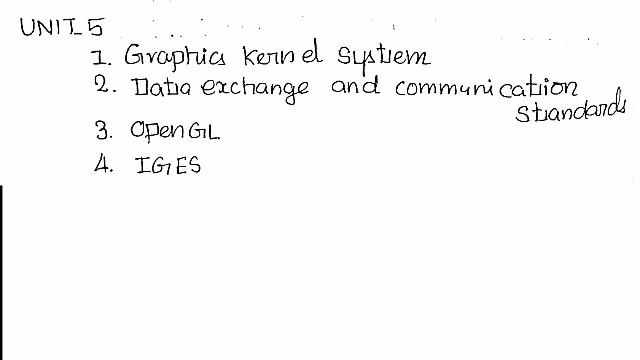 UNIT 5
1. Graphics Kernel System
2. Data exchange and communication
standards
3. OpenGL
4. IGES